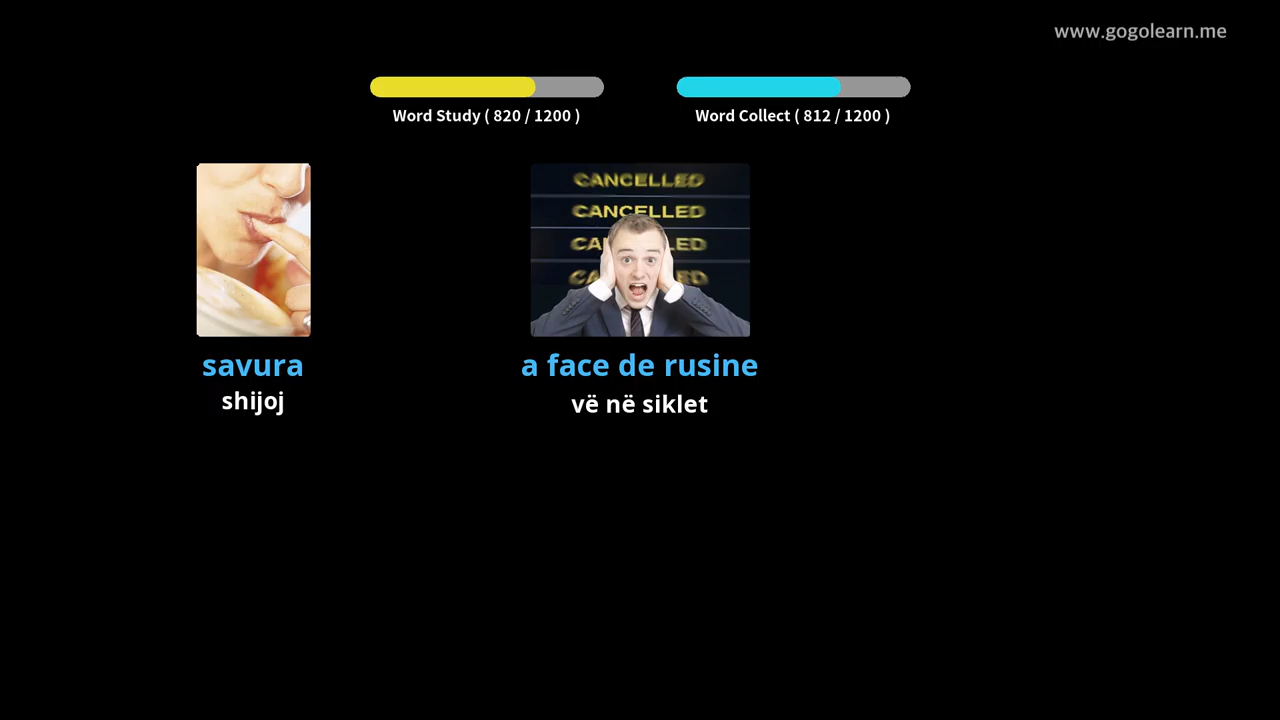 www.gogolearn.me
Word Study ( 820 / 1200 )
Word Collect ( 812 / 1200 )
CANCELLED
CANCELLED
savura
shijoj
a face de rusine
vë në siklet